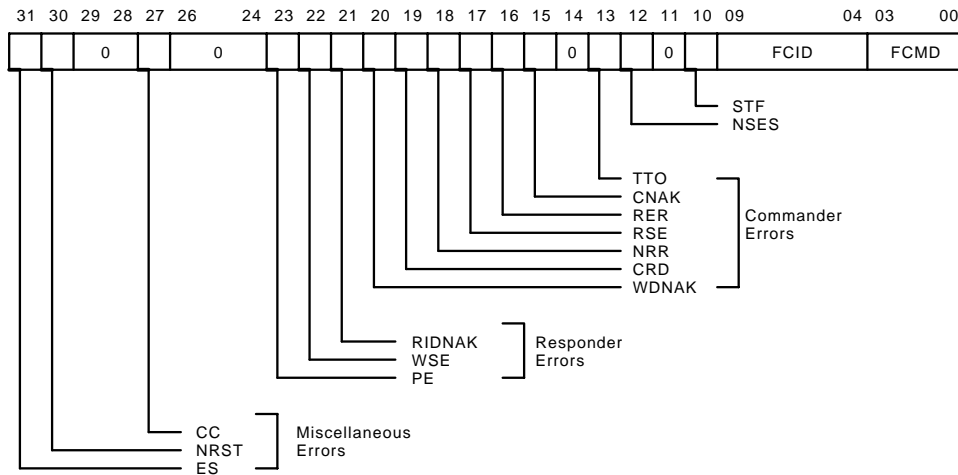 31 30 29 28 27 26 24 23 22 21 20 19 18 17 16 15 14 13 12 11 10 09 04 03 00
0 0 0 0 FCID FCMD
STF
NSES
TTO
CNAK
RER
RSE
NRR
CRD
WDNAK
Commander
Errors
RIDNAK
WSE
PE
Responder
Errors
CC
NRST
ES
Miscellaneous
Errors